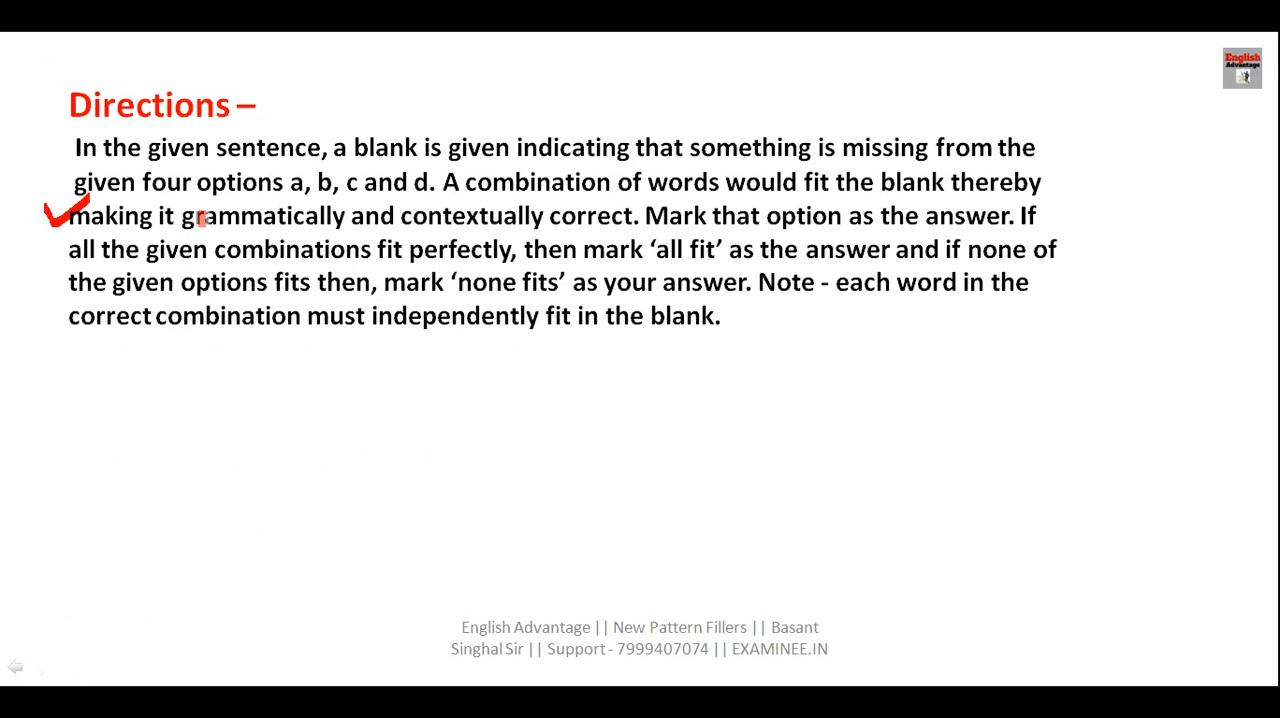 English
Advantage
Directions –
In the given sentence, a blank is given indicating that something is missing from the
given four options a, b, c and d. A combination of words would fit the blank thereby
making it grammatically and contextually correct. Mark that option as the answer. If
all the given combinations fit perfectly, then mark ‘all fit’ as the answer and if none of
the given options fits then, mark ‘none fits’ as your answer. Note - each word in the
correct combination must independently fit in the blank.
English Advantage || New Pattern Fillers || Basant
Singhal Sir || Support - 7999407074 || EXAMINEE.IN